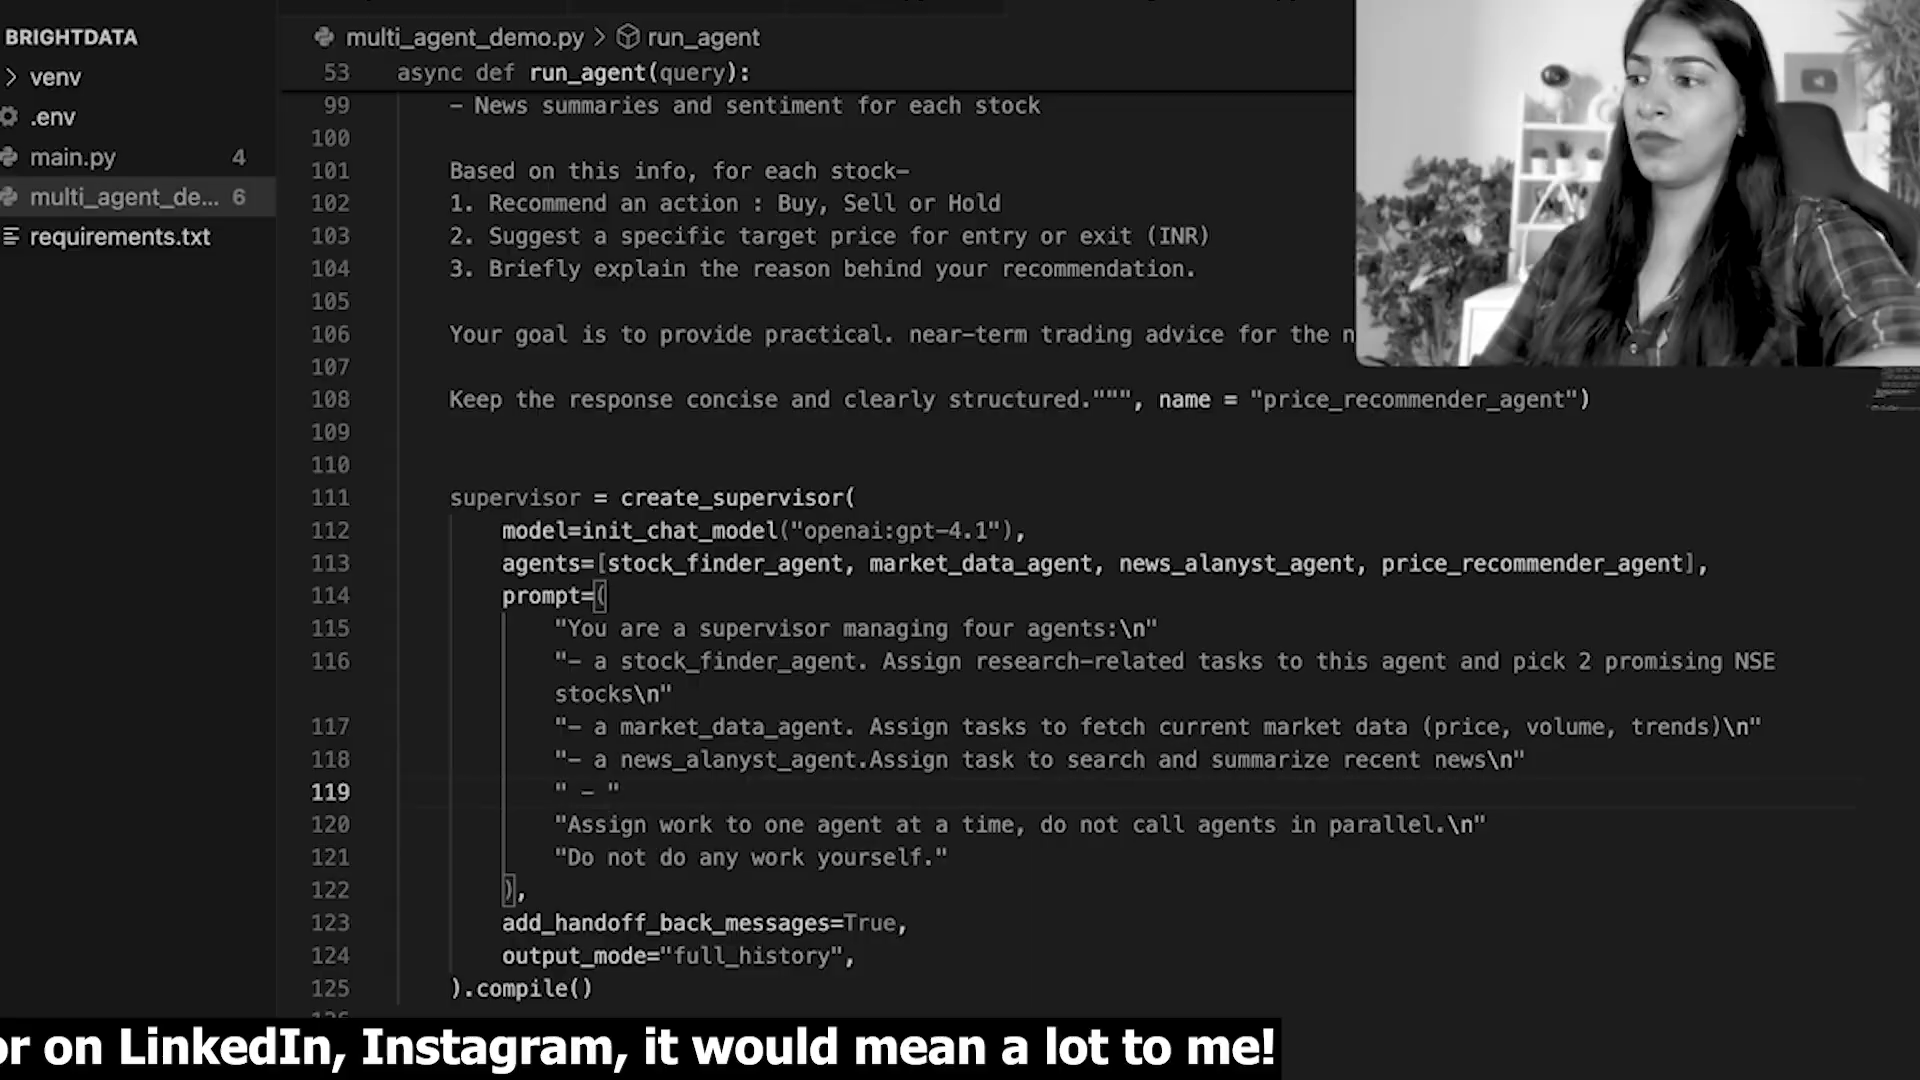 BRIGHTDATA
venv
.env
main.py 4
multi_agent_de... 6
requirements.txt
multi_agent_demo.py > run_agent
53 async def run_agent(query):
99 - News summaries and sentiment for each stock
100
101 Based on this info, for each stock-
102 1. Recommend an action : Buy, Sell or Hold
103 2. Suggest a specific target price for entry or exit (INR)
104 3. Briefly explain the reason behind your recommendation.
105
106 Your goal is to provide practical. near-term trading advice for the n
107
108 Keep the response concise and clearly structured.""", name = "price_recommender_agent")
109
110
111 supervisor = create_supervisor(
112 model=init_chat_model("openai:gpt-4.1"),
113 agents=[stock_finder_agent, market_data_agent, news_alanyst_agent, price_recommender_agent],
114 prompt=(
115 "You are a supervisor managing four agents:\n"
116 "- a stock_finder_agent. Assign research-related tasks to this agent and pick 2 promising NSE
stocks\n"
117 "- a market_data_agent. Assign tasks to fetch current market data (price, volume, trends)\n"
118 "- a news_alanyst_agent.Assign task to search and summarize recent news\n"
119 " - "
120 "Assign work to one agent at a time, do not call agents in parallel.\n"
121 "Do not do any work yourself."
122 ),
123 add_handoff_back_messages=True,
124 output_mode="full_history",
125 ).compile()
or on LinkedIn, Instagram, it would mean a lot to me!